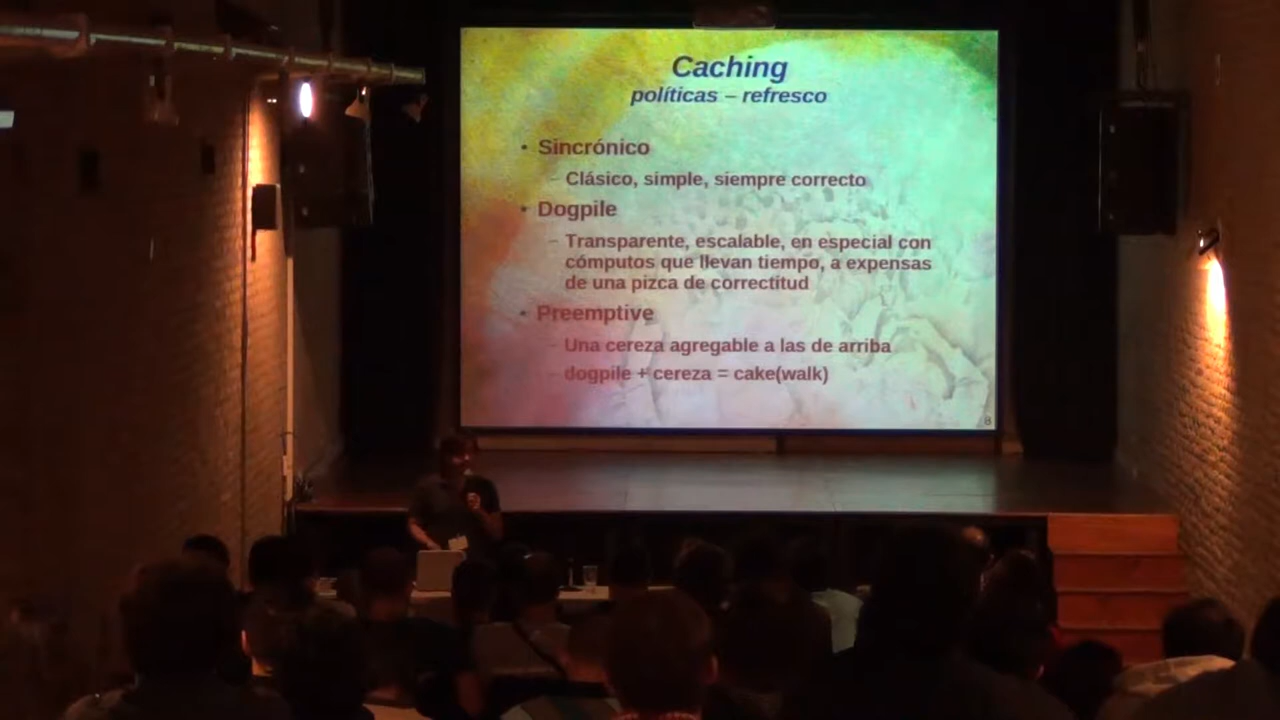 Caching
políticas – refresco
• Sincrónico
– Clásico, simple, siempre correcto
• Dogpile
– Transparente, escalable, en especial con
cómputos que llevan tiempo, a expensas
de una pizca de correctitud
• Preemptive
– Una cereza agregable a las de arriba
– dogpile + cereza = cake(walk)
8